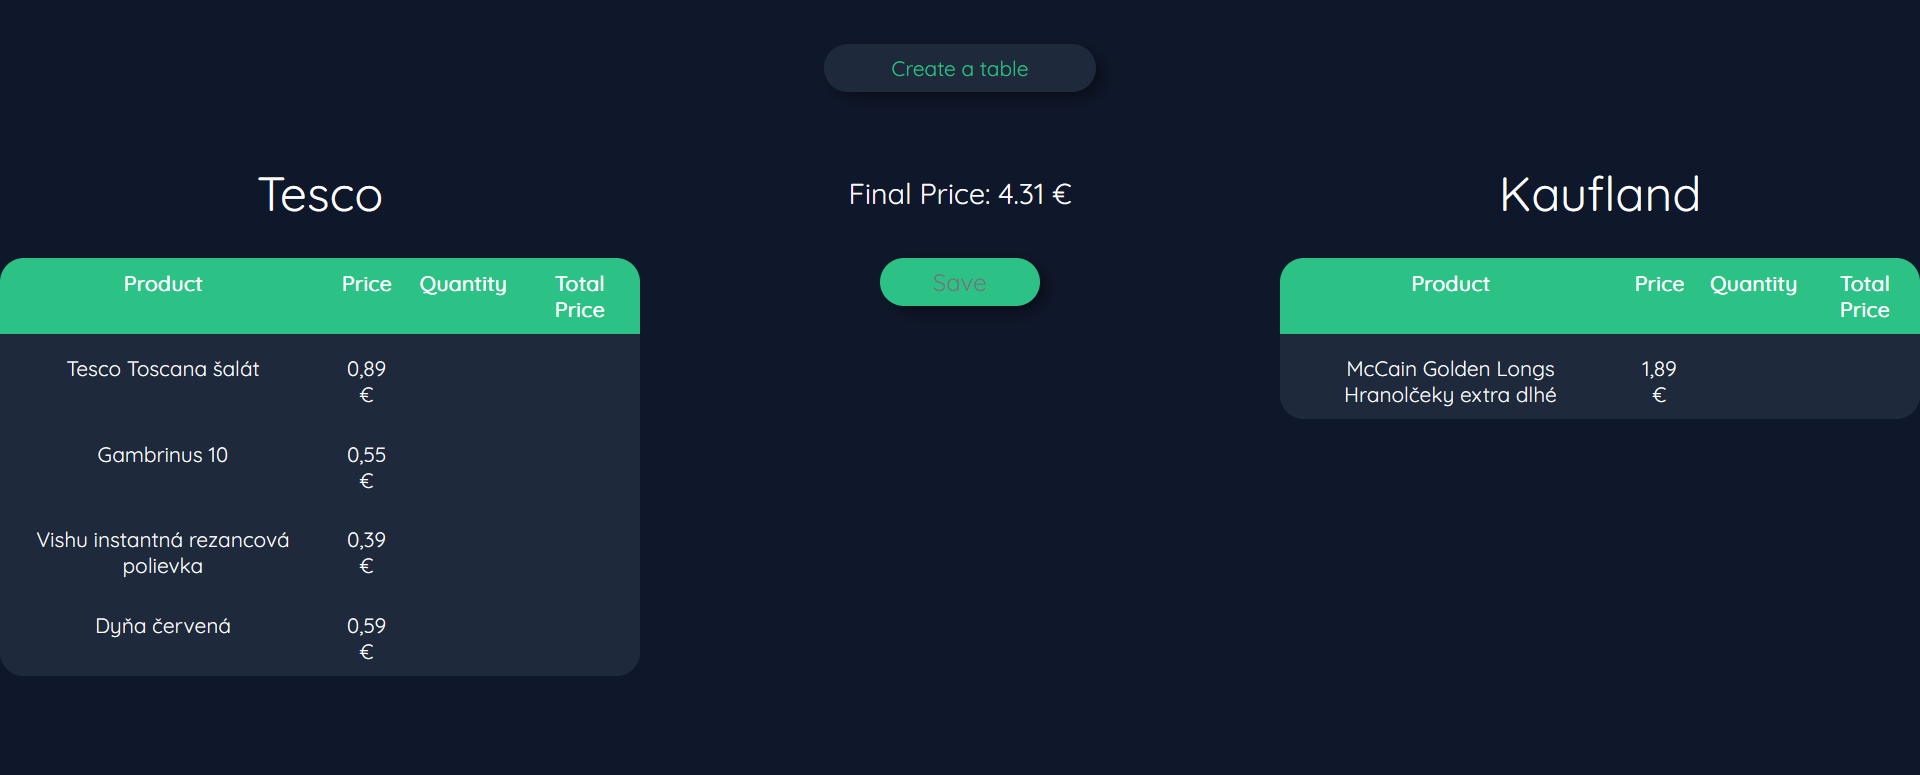 Create a table
Tesco
Product Price Quantity Total
Price
Tesco Toscana šalát 0,89
€
Gambrinus 10 0,55
€
Vishu instantná rezancová 0,39
polievka €
Dyňa červená 0,59
€
Final Price: 4.31 €
Save
Kaufland
Product Price Quantity Total
Price
McCain Golden Longs 1,89
Hranolčeky extra dlhé €